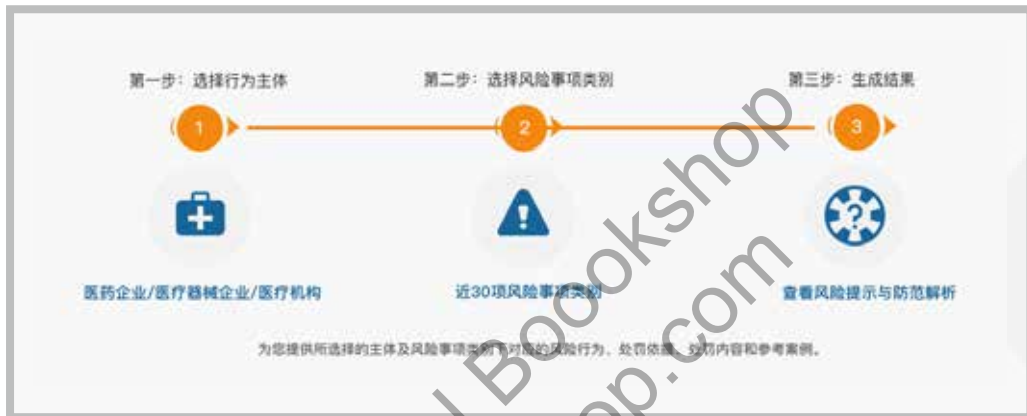 第一步：选择行为主体
第二步：选择风险事项类别
第三步：生成结果
1
2
3
医药企业/医疗器械企业/医疗机构
近30项风险事项类别
查看风险提示与防范解析
为您提供所选择的主体及风险事项类别下对应的风险行为、处罚依据、处罚内容和参考案例。
Bookshop
op.com